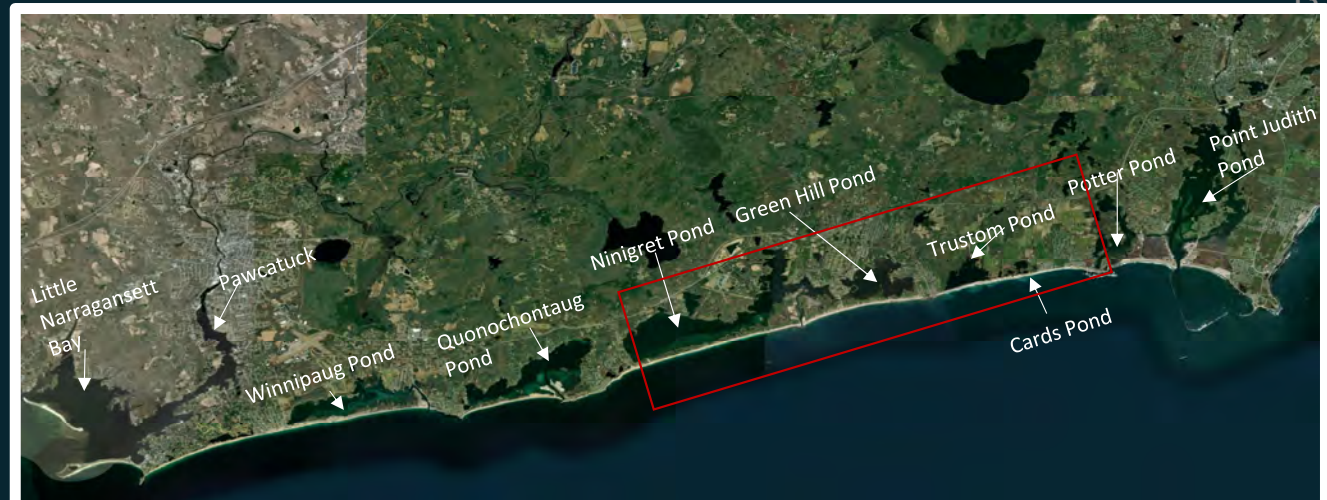 Little
Narragansett
Bay
Pawcatuck
Winnipaug Pond
Quonochontaug
Pond
Ninigret Pond
Green Hill Pond
Trustom Pond
Cards Pond
Potter Pond
Point Judith
Pond